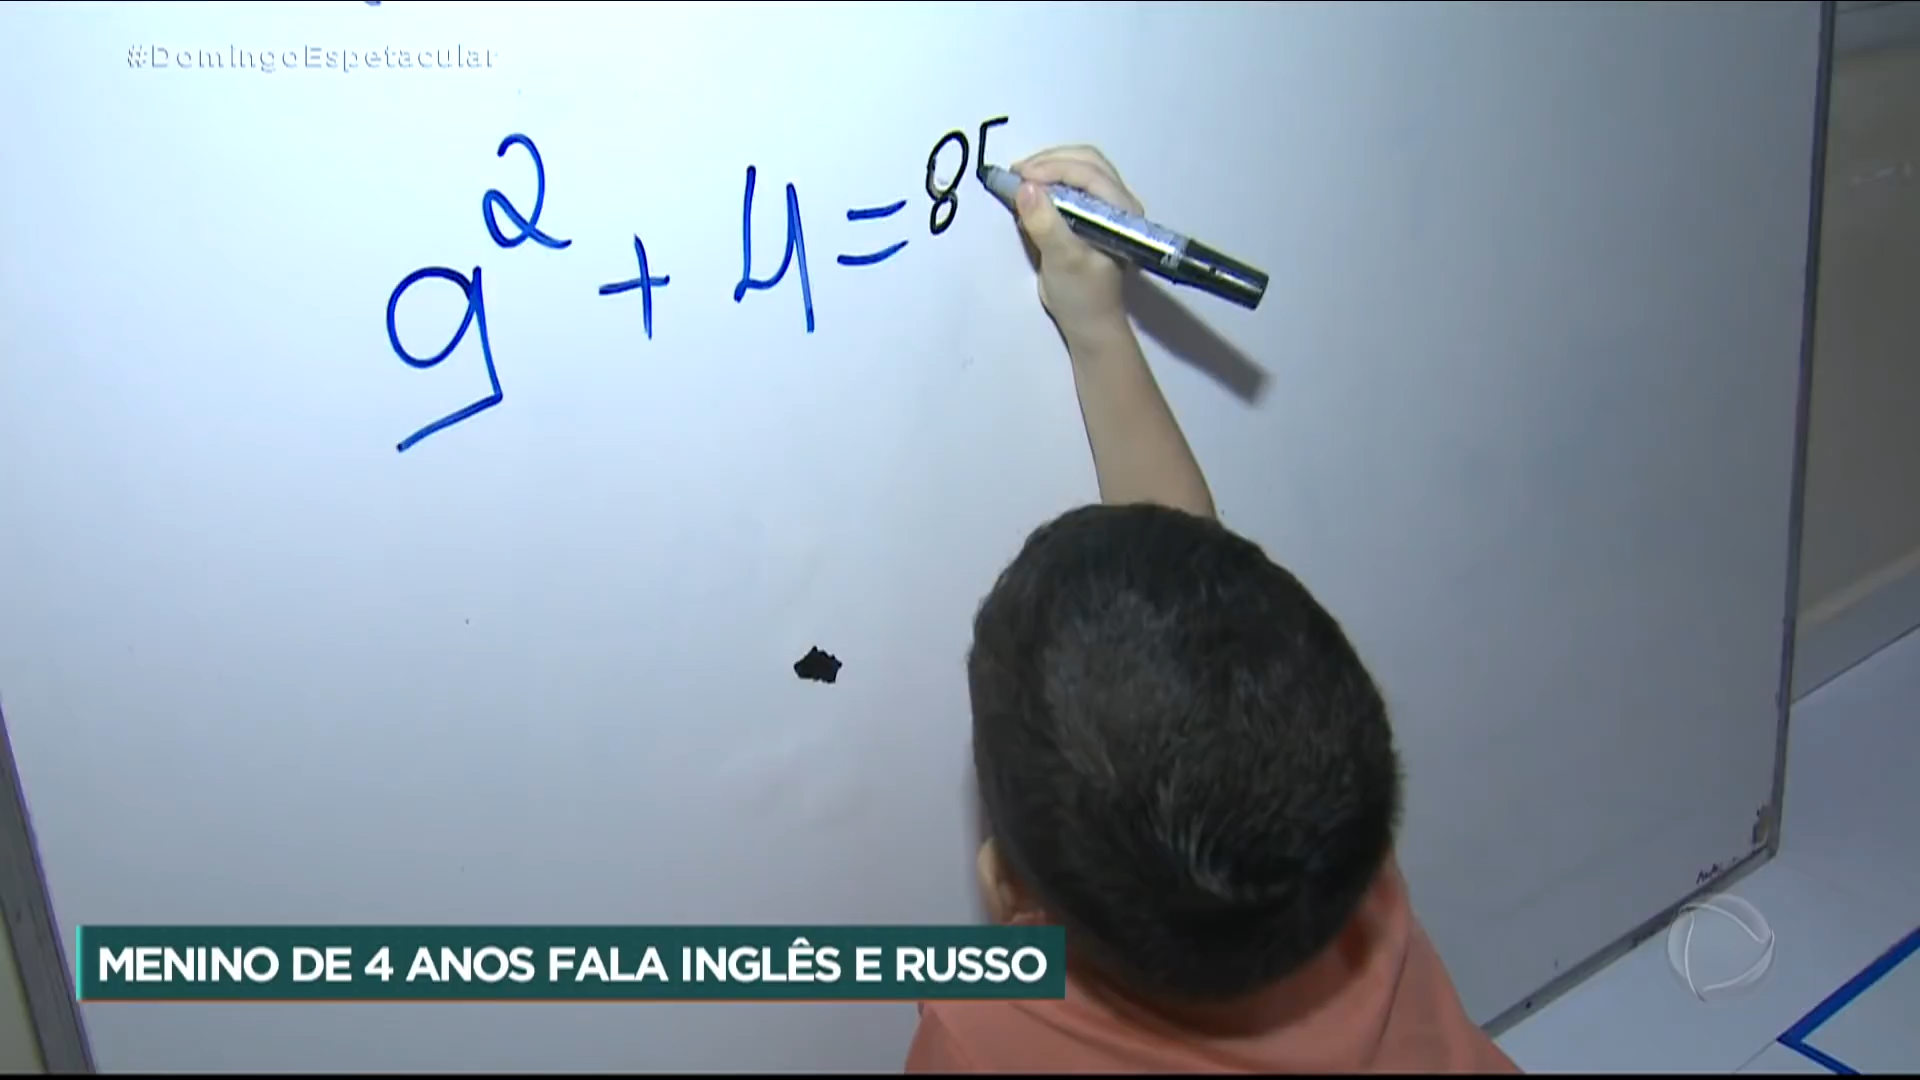 #DomingoEspetacular
9² + 4 = 85
MENINO DE 4 ANOS FALA INGLÊS E RUSSO